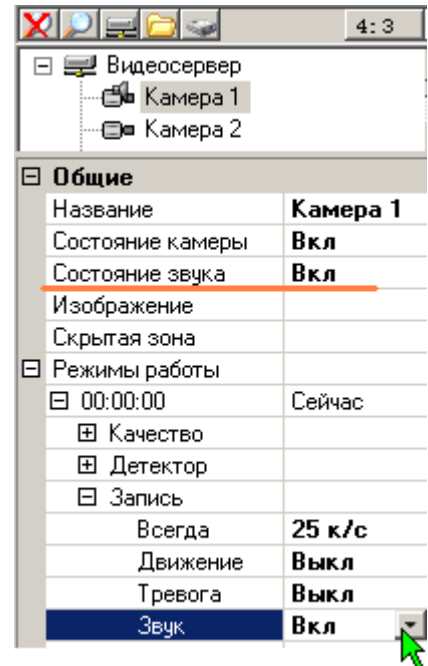 4:3
Видеосервер
Камера 1
Камера 2
Общие
Название Камера 1
Состояние камеры Вкл
Состояние звука Вкл
Изображение
Скрытая зона
Режимы работы
00:00:00 Сейчас
Качество
Детектор
Запись
Всегда 25 к/с
Движение Выкл
Тревога Выкл
Звук Вкл